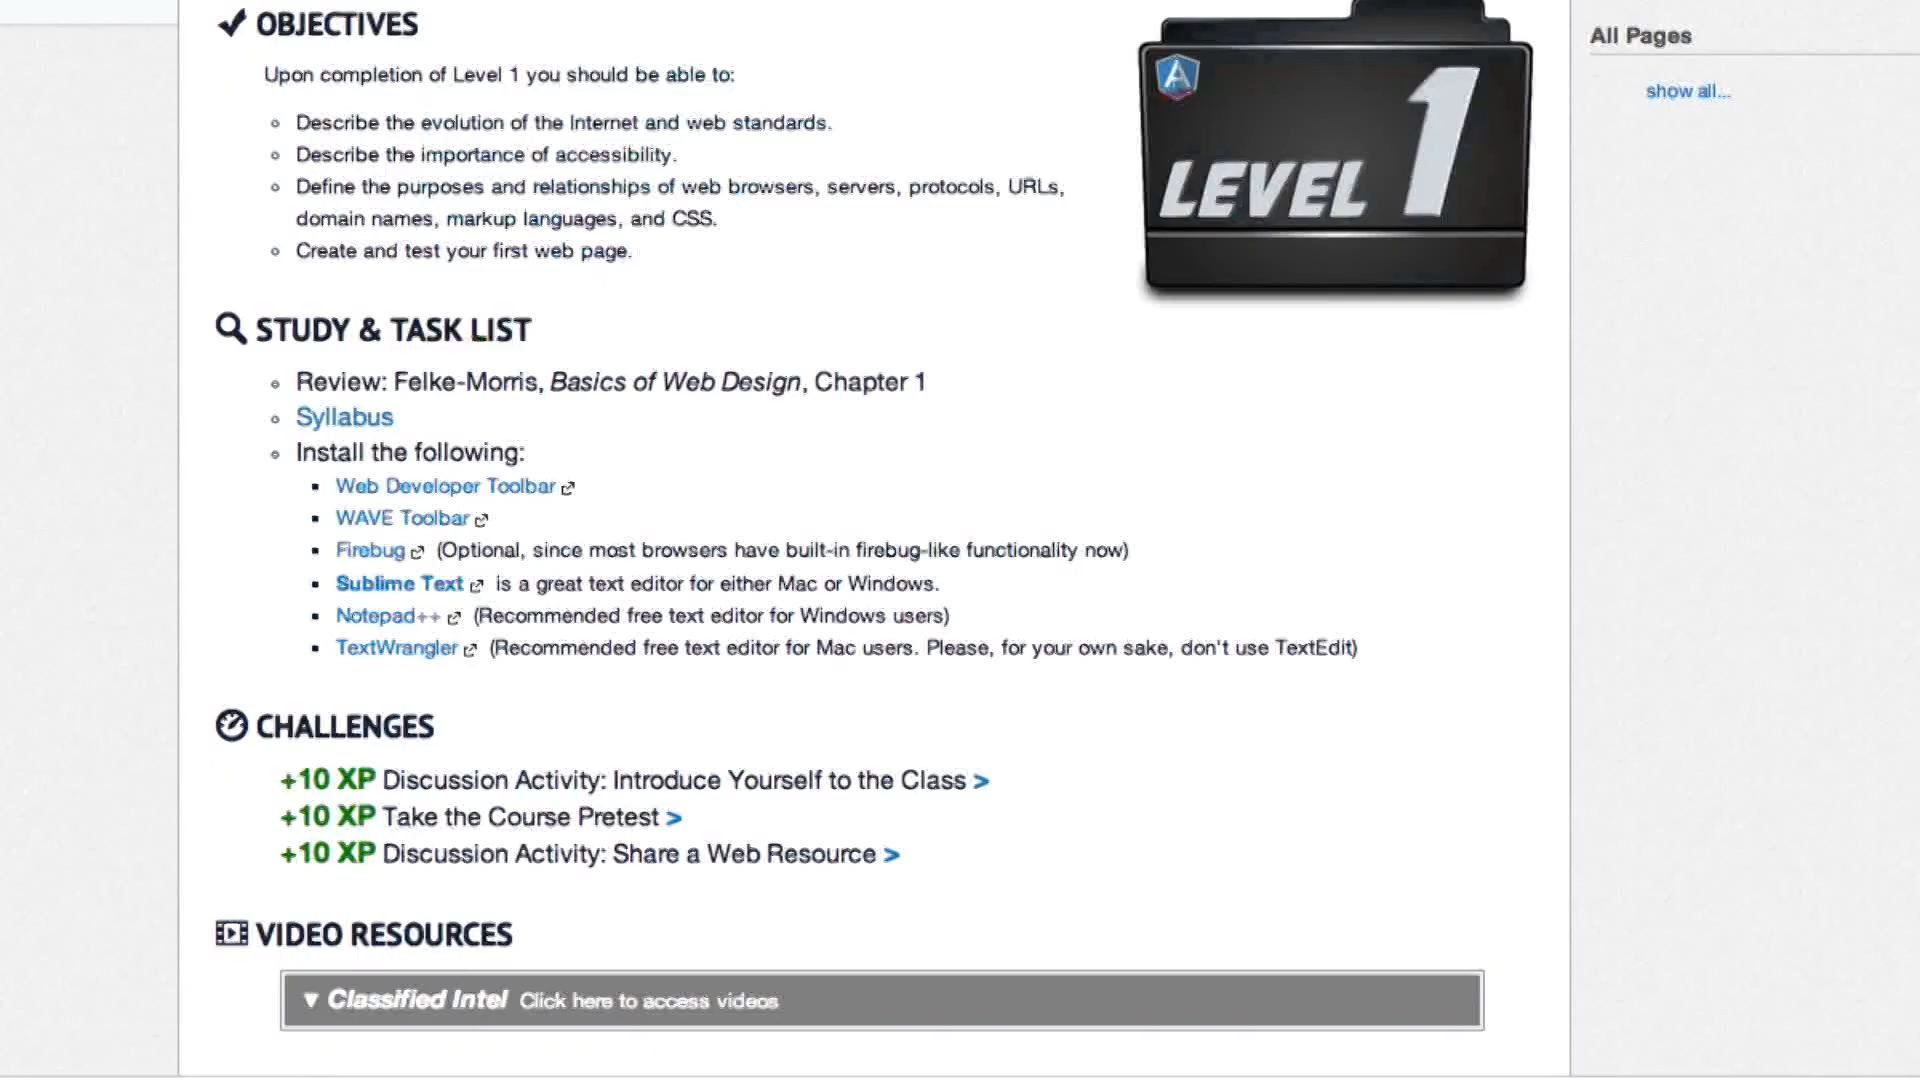 OBJECTIVES
Upon completion of Level 1 you should be able to:
Describe the evolution of the Internet and web standards.
Describe the importance of accessibility.
Define the purposes and relationships of web browsers, servers, protocols, URLs,
domain names, markup languages, and CSS.
Create and test your first web page.
A
LEVEL 1
All Pages
show all...
STUDY & TASK LIST
Review: Felke-Morris, Basics of Web Design, Chapter 1
Syllabus
Install the following:
Web Developer Toolbar
WAVE Toolbar
Firebug (Optional, since most browsers have built-in firebug-like functionality now)
Sublime Text is a great text editor for either Mac or Windows.
Notepad++ (Recommended free text editor for Windows users)
TextWrangler (Recommended free text editor for Mac users. Please, for your own sake, don't use TextEdit)
CHALLENGES
+10 XP Discussion Activity: Introduce Yourself to the Class >
+10 XP Take the Course Pretest >
+10 XP Discussion Activity: Share a Web Resource >
VIDEO RESOURCES
▼ Classified Intel Click here to access videos